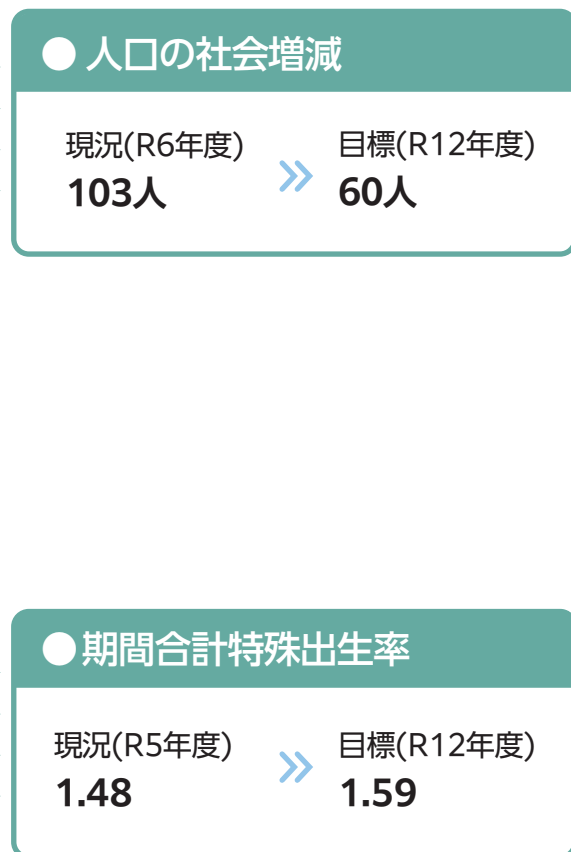 ● 人口の社会増減
現況(R6年度) 目標(R12年度)
103人 60人
●期間合計特殊出生率
現況(R5年度) 目標(R12年度)
1.48 1.59